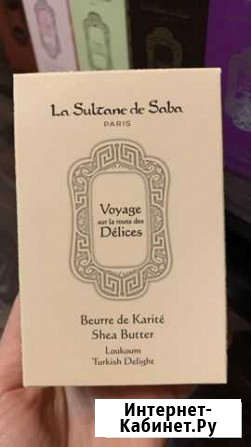 La Sultane de Saba
PARIS
Voyage
sur la route des
Délices
Beurre de Karité
Shea Butter
Loukoum
Turkish Delight
Интернет-
Кабинет.Ру